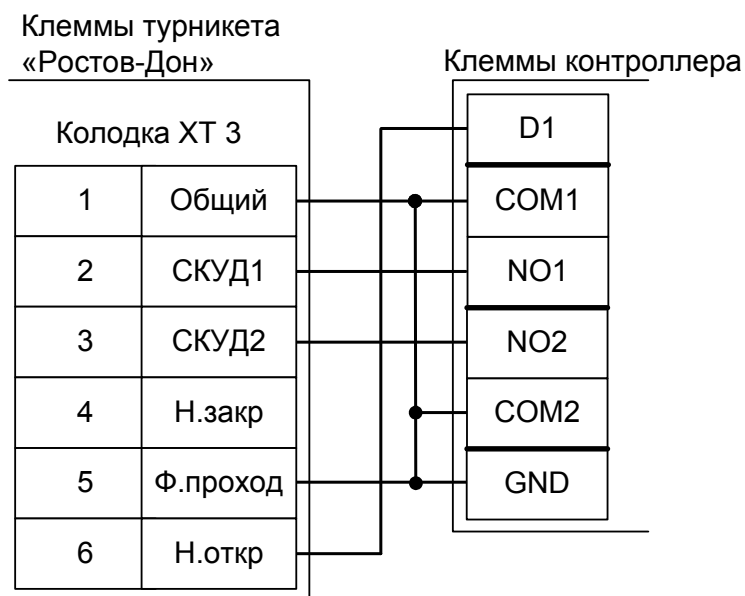 Клеммы турникета
«Ростов-Дон»
Клеммы контроллера
Колодка XT 3
1 Общий
2 СКУД1
3 СКУД2
4 Н.закр
5 Ф.проход
6 Н.откр
D1
COM1
NO1
NO2
COM2
GND